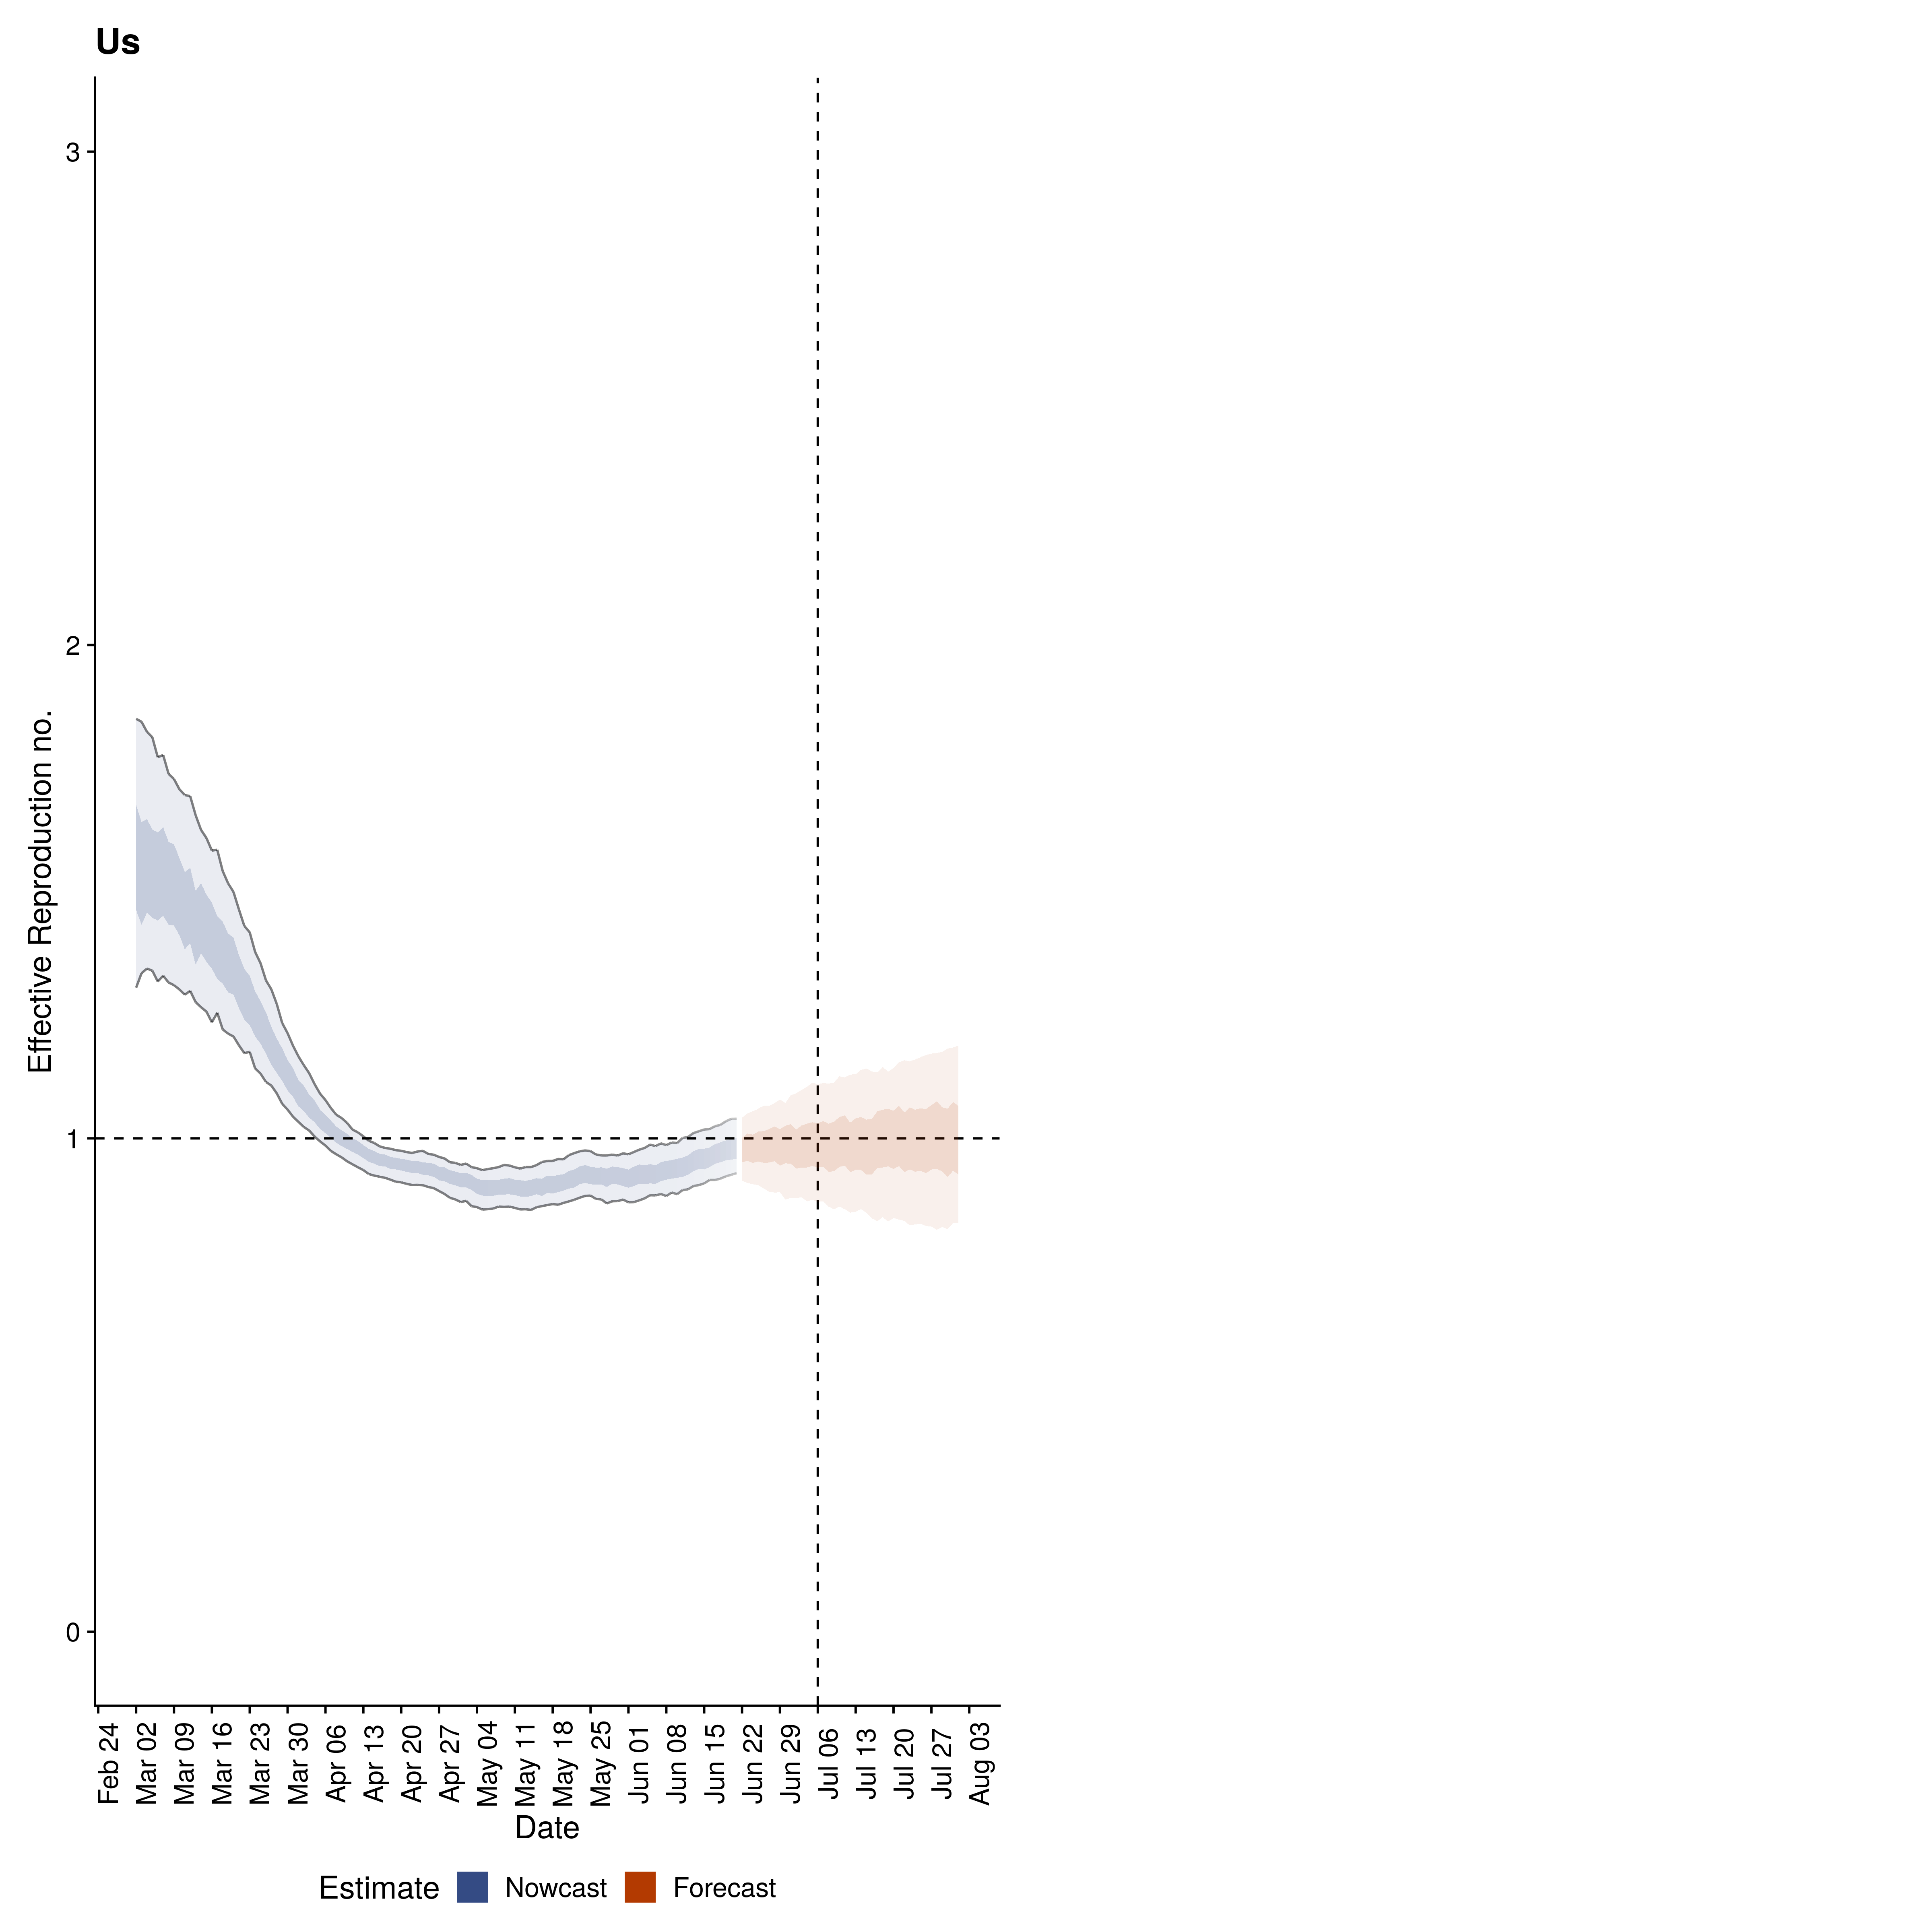 Us
Effective Reproduction no.
3
2
1
0
Feb 24
Mar 02
Mar 09
Mar 16
Mar 23
Mar 30
Apr 06
Apr 13
Apr 20
Apr 27
May 04
May 11
May 18
May 25
Jun 01
Jun 08
Jun 15
Jun 22
Jun 29
Jul 06
Jul 13
Jul 20
Jul 27
Aug 03
Date
Estimate Nowcast Forecast